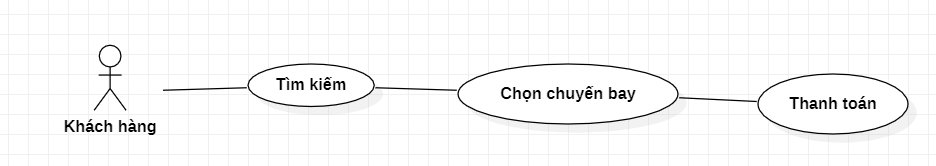 Tìm kiếm
Chọn chuyến bay
Thanh toán
Khách hàng